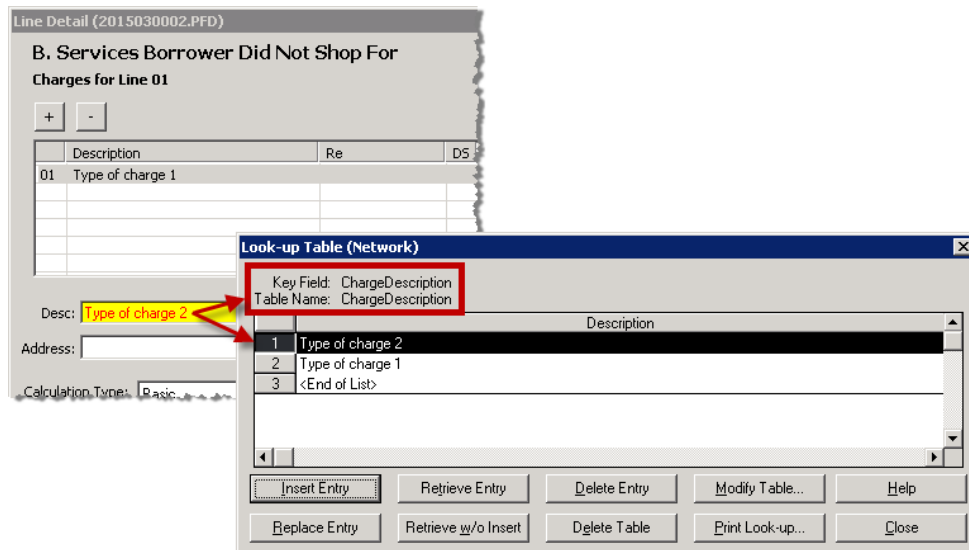 Line Detail (2015030002.PFD)
B. Services Borrower Did Not Shop For
Charges for Line 01
+ -
Description Re DS
01 Type of charge 1
Desc: Type of charge 2
Address:
Calculation Type: Basic
Look-up Table (Network)
Key Field: ChargeDescription
Table Name: ChargeDescription
Description
1 Type of charge 2
2 Type of charge 1
3 <End of List>
Insert Entry Retrieve Entry Delete Entry Modify Table... Help
Replace Entry Retrieve w/o Insert Delete Table Print Look-up... Close